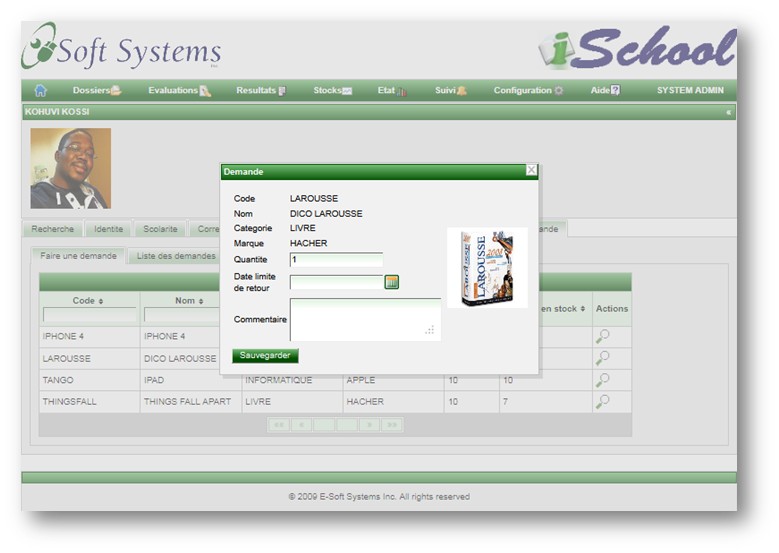 Soft Systems Inc.
iSchool
Dossiers Evaluations Resultats Stocks Etat Suivi Configuration Aide SYSTEM ADMIN
KOHUVI KOSSI «
Demande
Code LAROUSSE
Nom DICO LAROUSSE
Categorie LIVRE
Marque HACHER
Quantite 1
Date limite
de retour
Commentaire
Sauvegarder
LAROUSSE
Recherche Identite Scolarite Corre ande
Faire une demande Liste des demandes
Code Nom en stock Actions
IPHONE 4 IPHONE 4
LAROUSSE DICO LAROUSSE
TANGO IPAD INFORMATIQUE APPLE 10 10
THINGSFALL THINGS FALL APART LIVRE HACHER 10 7
«« « » »»
© 2009 E-Soft Systems Inc. All rights reserved